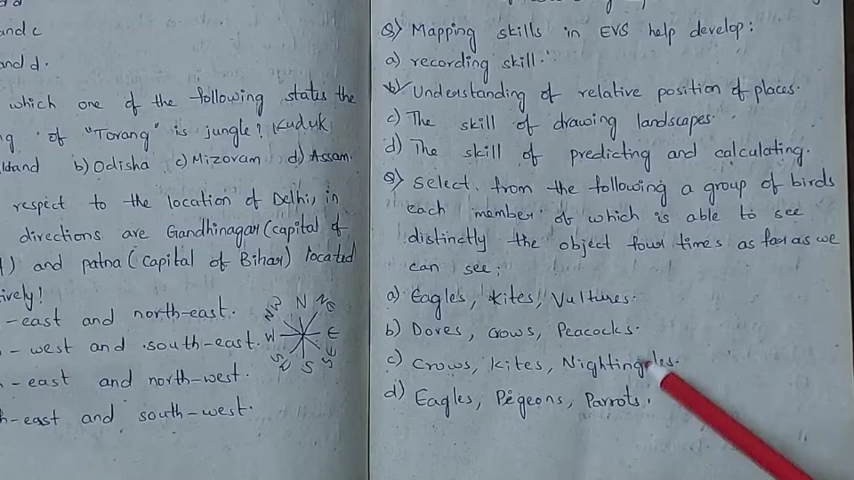 and c
and d.
which one of the following states the
of "Torang" is jungle? Kuduk
b) Odisha c) Mizoram d) Assam.
respect to the location of Delhi, in
directions are Gandhinagar (capital of
) and patna (capital of Bihar) located
-east and north-east.
- west and south-east.
- east and north-west.
-east and south-west.
NW N NE
W E
SW S SE
Q) Mapping skills in EVS help develop:
a) recording skill.
b) Understanding of relative position of places.
c) The skill of drawing landscapes.
d) The skill of predicting and calculating.
Q) Select from the following a group of birds
each member of which is able to see
distinctly the object four times as far as we
can see:
a) Eagles, Kites, Vultures.
b) Doves, crows, Peacocks.
c) Crows, Kites, Nightingales.
d) Eagles, Pegeons, Parrots.